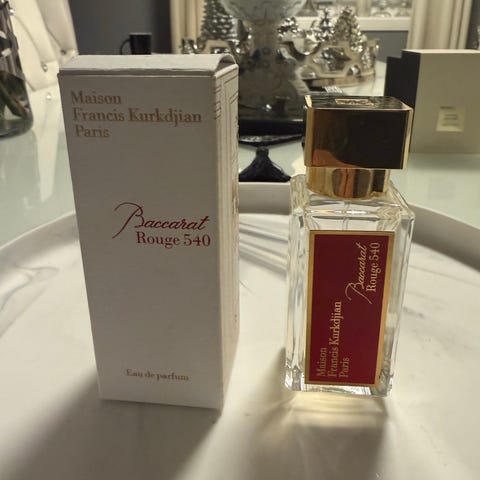 Maison
Francis Kurkdjian
Paris
Baccarat
Rouge 540
Eau de parfum
Baccarat
Rouge 540
Maison
Francis Kurkdjian
Paris